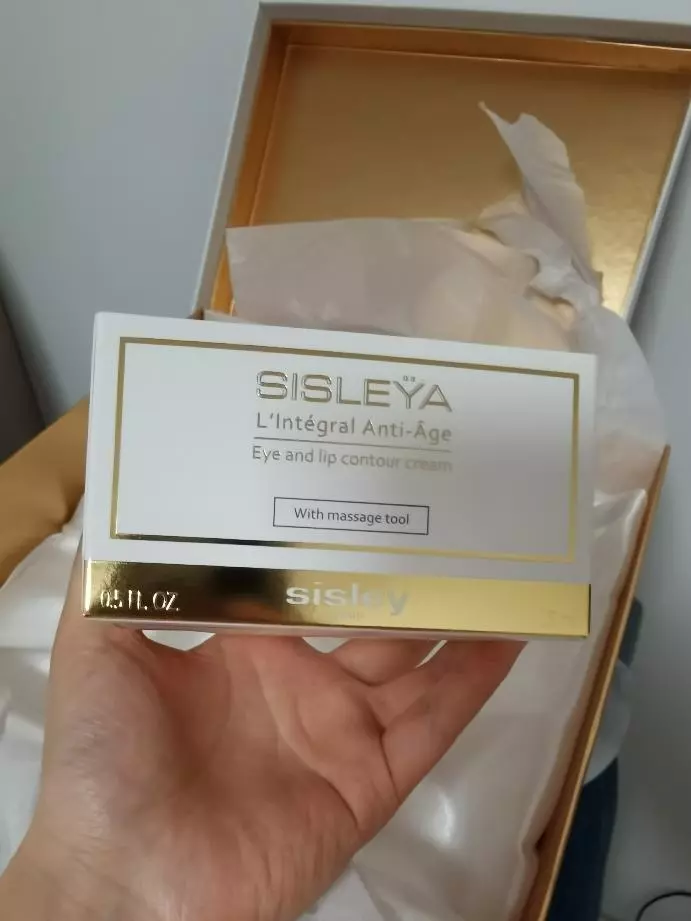 SISLEŸA
L'Intégral Anti-Âge
Eye and lip contour cream
With massage tool
0.5 FL. OZ.
sisley